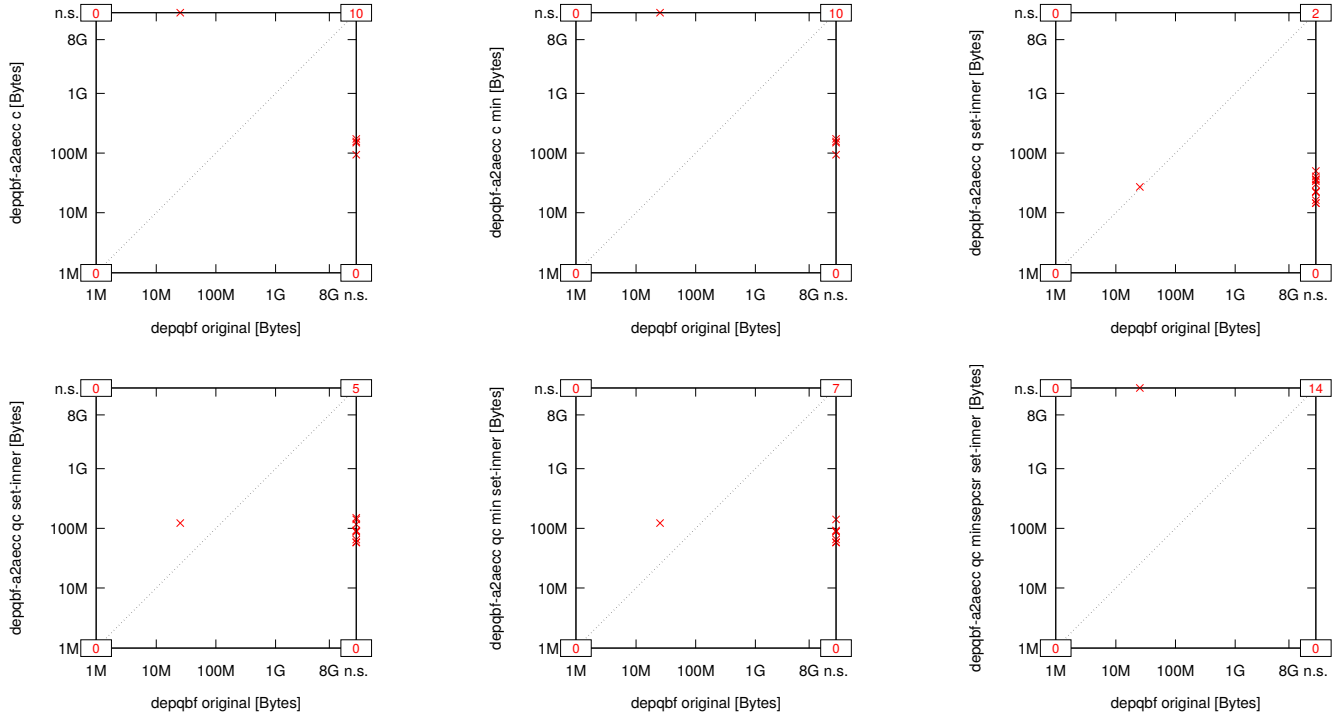 n.s. 0 10
8G
1G
100M
10M
1M 0 0
1M 10M 100M 1G 8G n.s.
depqbf original [Bytes]
depqbf-a2aecc c [Bytes]
n.s. 0 10
8G
1G
100M
10M
1M 0 0
1M 10M 100M 1G 8G n.s.
depqbf original [Bytes]
depqbf-a2aecc c min [Bytes]
n.s. 0 2
8G
1G
100M
10M
1M 0 0
1M 10M 100M 1G 8G n.s.
depqbf original [Bytes]
depqbf-a2aecc q set-inner [Bytes]
n.s. 0 5
8G
1G
100M
10M
1M 0 0
1M 10M 100M 1G 8G n.s.
depqbf original [Bytes]
depqbf-a2aecc qc set-inner [Bytes]
n.s. 0 7
8G
1G
100M
10M
1M 0 0
1M 10M 100M 1G 8G n.s.
depqbf original [Bytes]
depqbf-a2aecc qc min set-inner [Bytes]
n.s. 0 14
8G
1G
100M
10M
1M 0 0
1M 10M 100M 1G 8G n.s.
depqbf original [Bytes]
depqbf-a2aecc qc minsepcsr set-inner [Bytes]